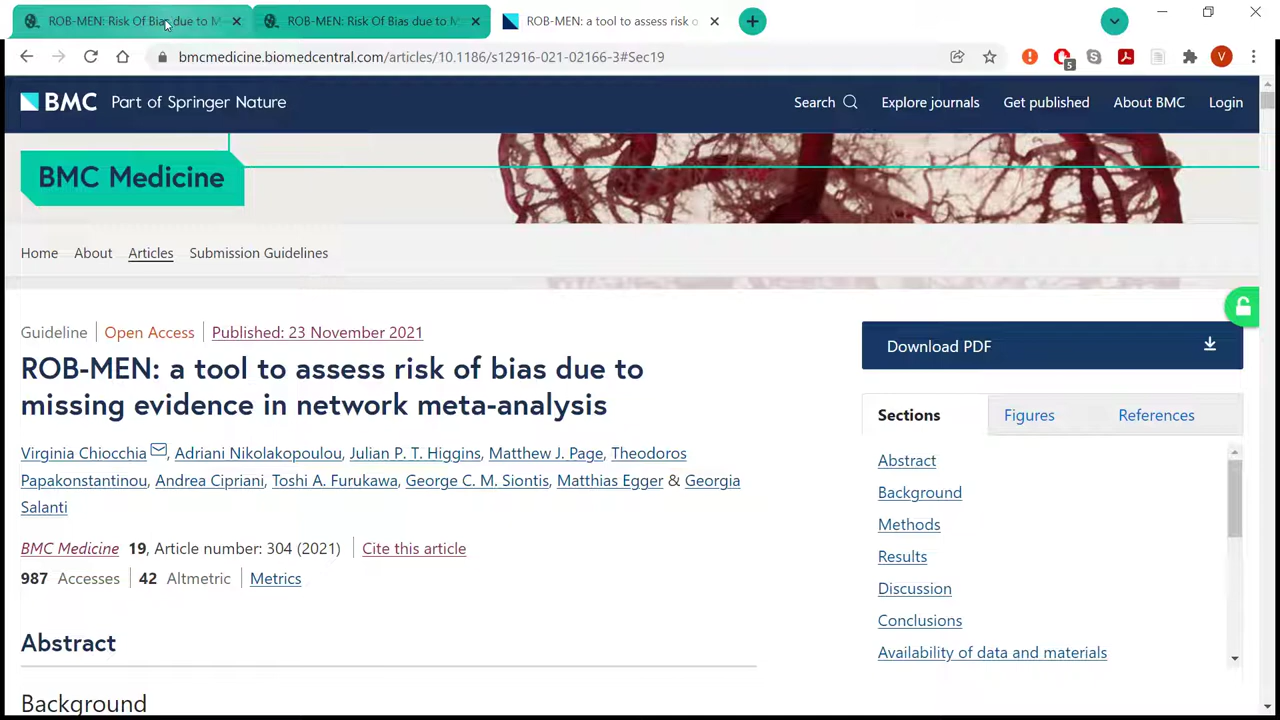 ROB-MEN: Risk Of Bias due to M
ROB-MEN: Risk Of Bias due to M
ROB-MEN: a tool to assess risk o
bmcmedicine.biomedcentral.com/articles/10.1186/s12916-021-02166-3#Sec19
5
V
BMC Part of Springer Nature
Search
Explore journals
Get published
About BMC
Login
BMC Medicine
Home
About
Articles
Submission Guidelines
Guideline
Open Access
Published: 23 November 2021
ROB-MEN: a tool to assess risk of bias due to
missing evidence in network meta-analysis
Virginia Chiocchia, Adriani Nikolakopoulou, Julian P. T. Higgins, Matthew J. Page, Theodoros
Papakonstantinou, Andrea Cipriani, Toshi A. Furukawa, George C. M. Siontis, Matthias Egger & Georgia
Salanti
BMC Medicine 19, Article number: 304 (2021)
Cite this article
987 Accesses
42 Altmetric
Metrics
Abstract
Background
Download PDF
Sections
Figures
References
Abstract
Background
Methods
Results
Discussion
Conclusions
Availability of data and materials